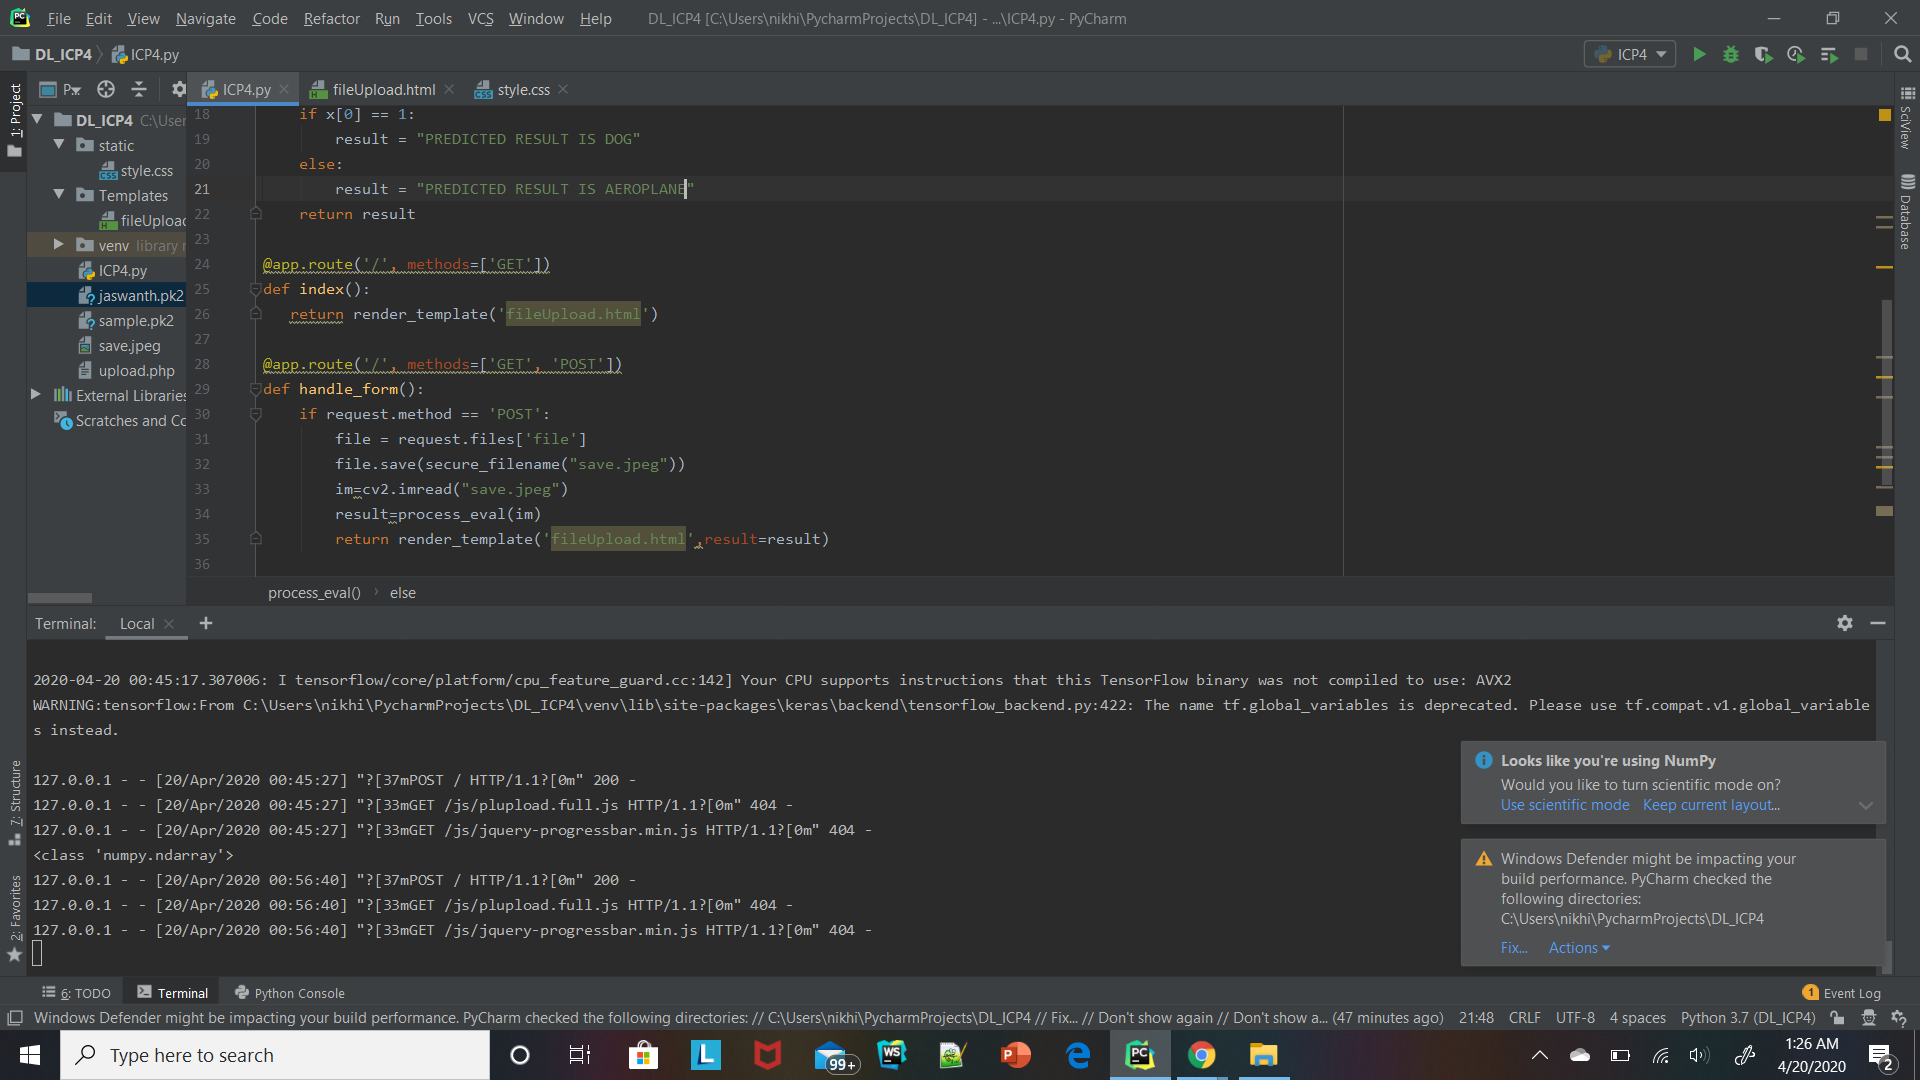 File Edit View Navigate Code Refactor Run Tools VCS Window Help DL_ICP4 [C:\Users\nikhi\PycharmProjects\DL_ICP4] - ...\ICP4.py - PyCharm
DL_ICP4 ICP4.py
ICP4
1: Project
P...
ICP4.py
fileUpload.html
style.css
DL_ICP4 C:\User
static
style.css
Templates
fileUpload
venv library r
ICP4.py
jaswanth.pk2
sample.pk2
save.jpeg
upload.php
External Libraries
Scratches and Co
18 if x[0] == 1:
19 result = "PREDICTED RESULT IS DOG"
20 else:
21 result = "PREDICTED RESULT IS AEROPLANE"
22 return result
23
24 @app.route('/', methods=['GET'])
25 def index():
26 return render_template('fileUpload.html')
27
28 @app.route('/', methods=['GET', 'POST'])
29 def handle_form():
30 if request.method == 'POST':
31 file = request.files['file']
32 file.save(secure_filename("save.jpeg"))
33 im=cv2.imread("save.jpeg")
34 result=process_eval(im)
35 return render_template('fileUpload.html',result=result)
36
process_eval() › else
SciView
Database
Terminal: Local +
2020-04-20 00:45:17.307006: I tensorflow/core/platform/cpu_feature_guard.cc:142] Your CPU supports instructions that this TensorFlow binary was not compiled to use: AVX2
WARNING:tensorflow:From C:\Users\nikhi\PycharmProjects\DL_ICP4\venv\lib\site-packages\keras\backend\tensorflow_backend.py:422: The name tf.global_variables is deprecated. Please use tf.compat.v1.global_variable
s instead.
127.0.0.1 - - [20/Apr/2020 00:45:27] "?[37mPOST / HTTP/1.1?[0m" 200 -
127.0.0.1 - - [20/Apr/2020 00:45:27] "?[33mGET /js/plupload.full.js HTTP/1.1?[0m" 404 -
127.0.0.1 - - [20/Apr/2020 00:45:27] "?[33mGET /js/jquery-progressbar.min.js HTTP/1.1?[0m" 404 -
<class 'numpy.ndarray'>
127.0.0.1 - - [20/Apr/2020 00:56:40] "?[37mPOST / HTTP/1.1?[0m" 200 -
127.0.0.1 - - [20/Apr/2020 00:56:40] "?[33mGET /js/plupload.full.js HTTP/1.1?[0m" 404 -
127.0.0.1 - - [20/Apr/2020 00:56:40] "?[33mGET /js/jquery-progressbar.min.js HTTP/1.1?[0m" 404 -
7: Structure
2: Favorites
Looks like you're using NumPy
Would you like to turn scientific mode on?
Use scientific mode Keep current layout...
Windows Defender might be impacting your
build performance. PyCharm checked the
following directories:
C:\Users\nikhi\PycharmProjects\DL_ICP4
Fix... Actions
6: TODO Terminal Python Console 1 Event Log
Windows Defender might be impacting your build performance. PyCharm checked the following directories: // C:\Users\nikhi\PycharmProjects\DL_ICP4 // Fix... // Don't show again // Don't show a... (47 minutes ago) 21:48 CRLF UTF-8 4 spaces Python 3.7 (DL_ICP4)
Type here to search
L
99+
WS
P
PC
1:26 AM
4/20/2020
2